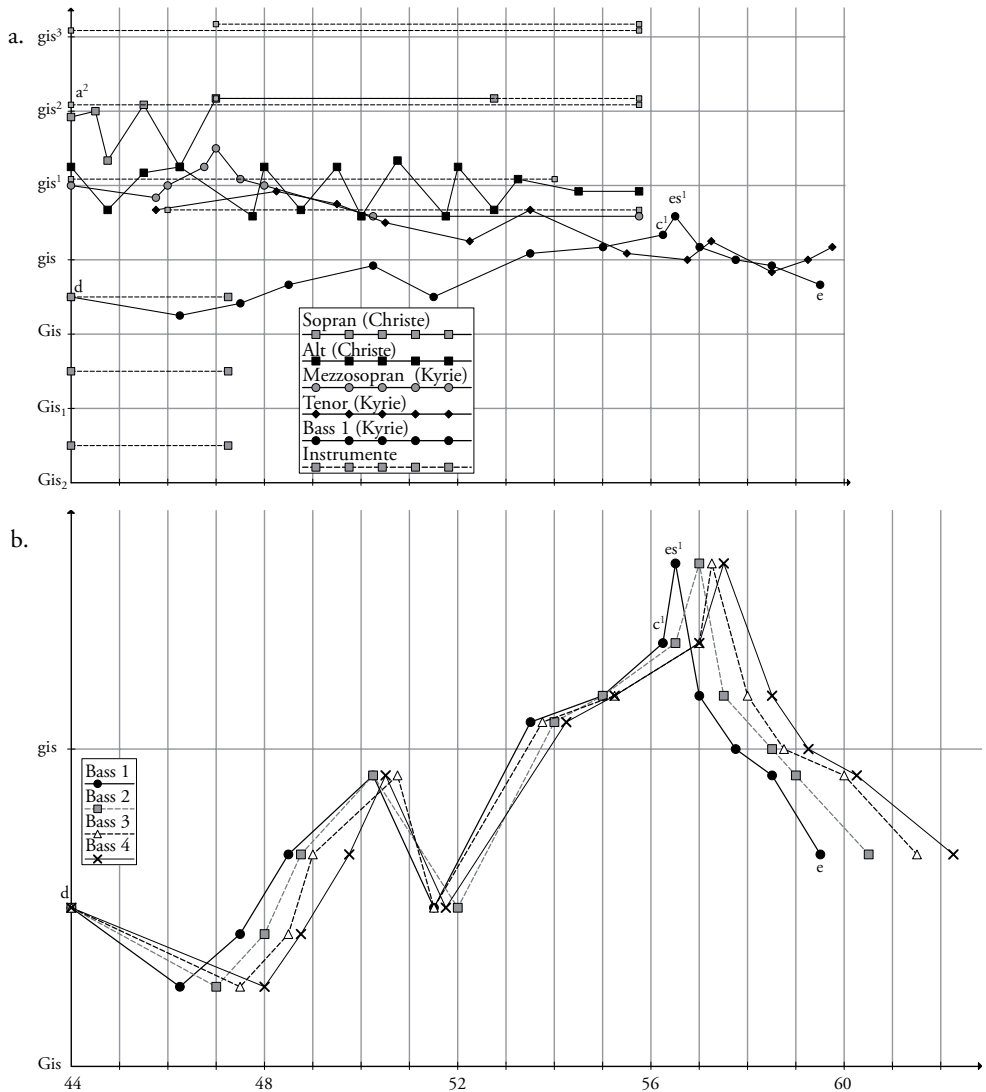 a.
gis³
a²
gis²
gis¹
es¹
c¹
gis
d
e
Gis
Sopran (Christe)
Alt (Christe)
Mezzosopran (Kyrie)
Tenor (Kyrie)
Bass 1 (Kyrie)
Instrumente
Gis₁
Gis₂
b.
es¹
c¹
gis
Bass 1
Bass 2
Bass 3
Bass 4
d
e
Gis
44 48 52 56 60